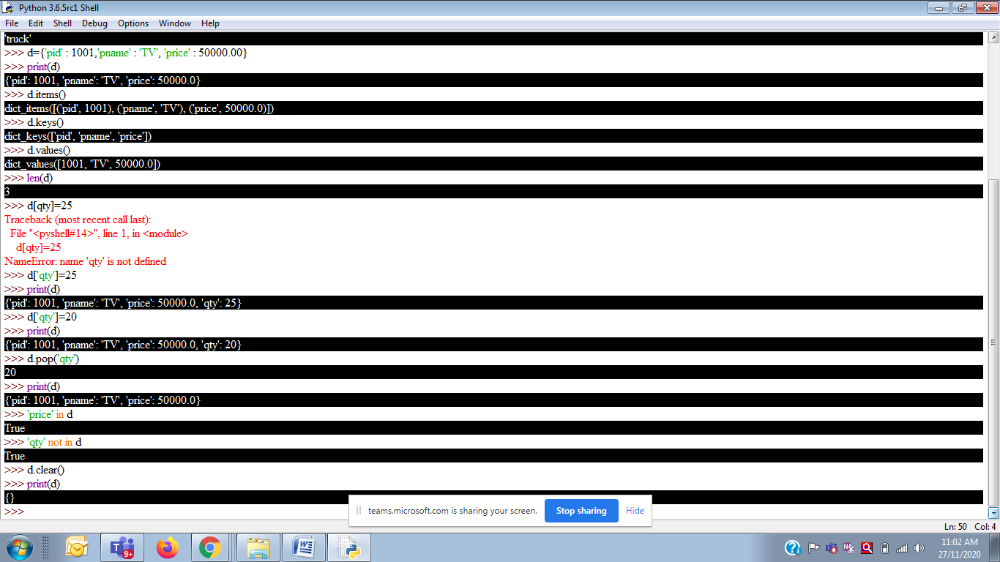 Python 3.6.5rc1 Shell
File Edit Shell Debug Options Window Help
'truck'
>>> d={'pid' : 1001,'pname' : 'TV', 'price' : 50000.00}
>>> print(d)
{'pid': 1001, 'pname': 'TV', 'price': 50000.0}
>>> d.items()
dict_items([('pid', 1001), ('pname', 'TV'), ('price', 50000.0)])
>>> d.keys()
dict_keys(['pid', 'pname', 'price'])
>>> d.values()
dict_values([1001, 'TV', 50000.0])
>>> len(d)
3
>>> d[qty]=25
Traceback (most recent call last):
  File "<pyshell#14>", line 1, in <module>
    d[qty]=25
NameError: name 'qty' is not defined
>>> d['qty']=25
>>> print(d)
{'pid': 1001, 'pname': 'TV', 'price': 50000.0, 'qty': 25}
>>> d['qty']=20
>>> print(d)
{'pid': 1001, 'pname': 'TV', 'price': 50000.0, 'qty': 20}
>>> d.pop('qty')
20
>>> print(d)
{'pid': 1001, 'pname': 'TV', 'price': 50000.0}
>>> 'price' in d
True
>>> 'qty' not in d
True
>>> d.clear()
>>> print(d)
{}
>>>
teams.microsoft.com is sharing your screen. Stop sharing Hide
Ln: 50 Col: 4
9+
11:02 AM
27/11/2020